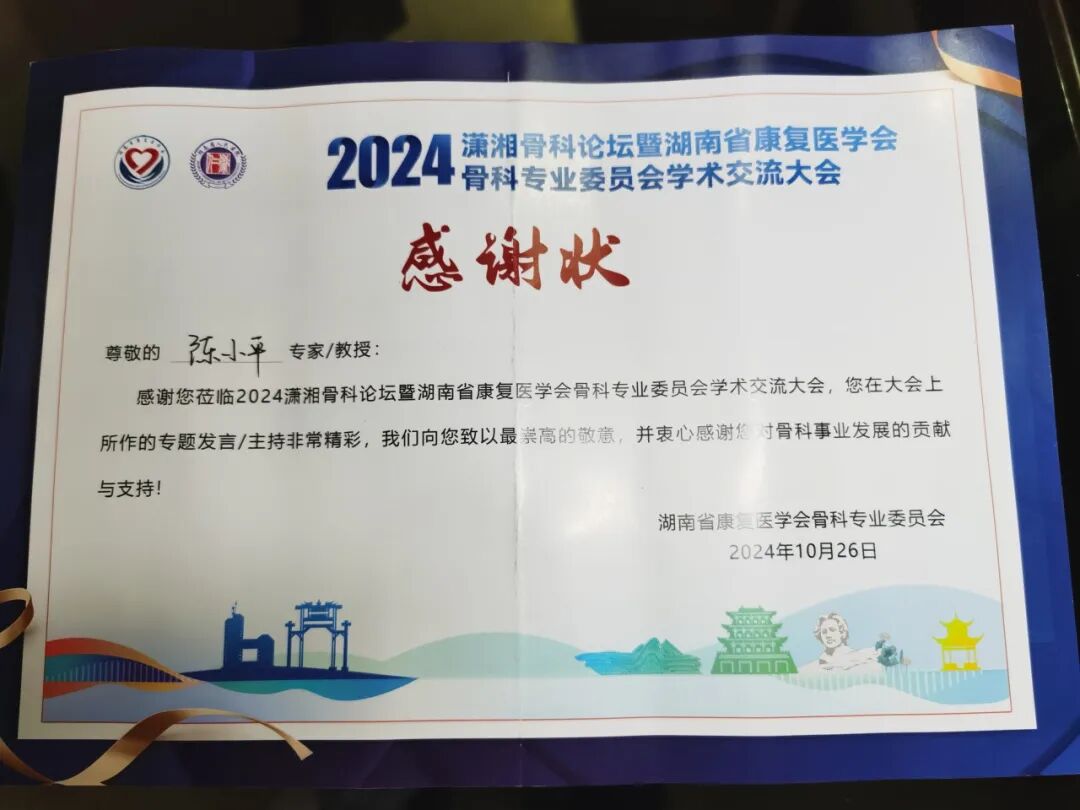 2024 潇湘骨科论坛暨湖南省康复医学会
骨科专业委员会学术交流大会
感谢状
尊敬的 陈小平 专家/教授：
感谢您莅临2024潇湘骨科论坛暨湖南省康复医学会骨科专业委员会学术交流大会，您在大会上
所作的专题发言/主持非常精彩，我们向您致以最崇高的敬意，并衷心感谢您对骨科事业发展的贡献
与支持！
湖南省康复医学会骨科专业委员会
2024年10月26日